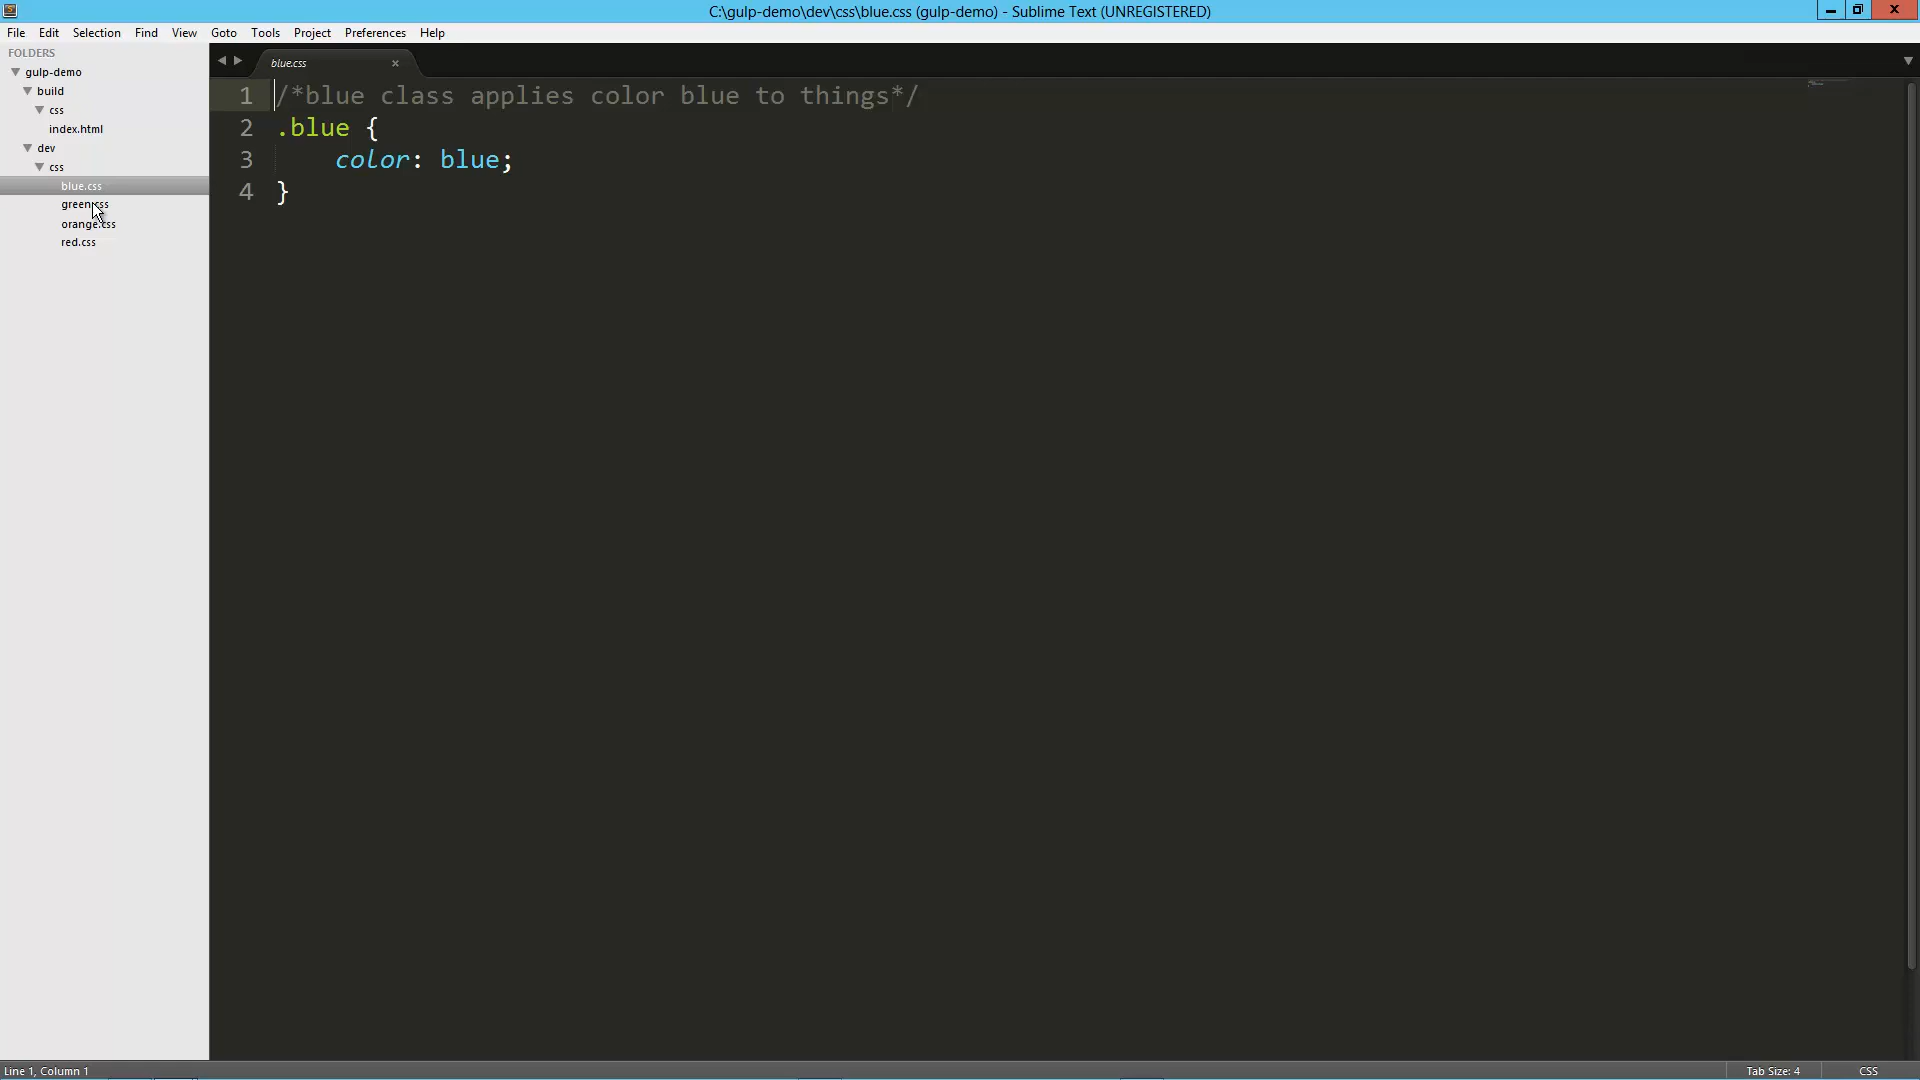 C:\gulp-demo\dev\css\blue.css (gulp-demo) - Sublime Text (UNREGISTERED)
File Edit Selection Find View Goto Tools Project Preferences Help
FOLDERS
gulp-demo
build
css
index.html
dev
css
blue.css
green.css
orange.css
red.css
blue.css
1 /*blue class applies color blue to things*/
2 .blue {
3     color: blue;
4 }
Line 1, Column 1
Tab Size: 4
CSS